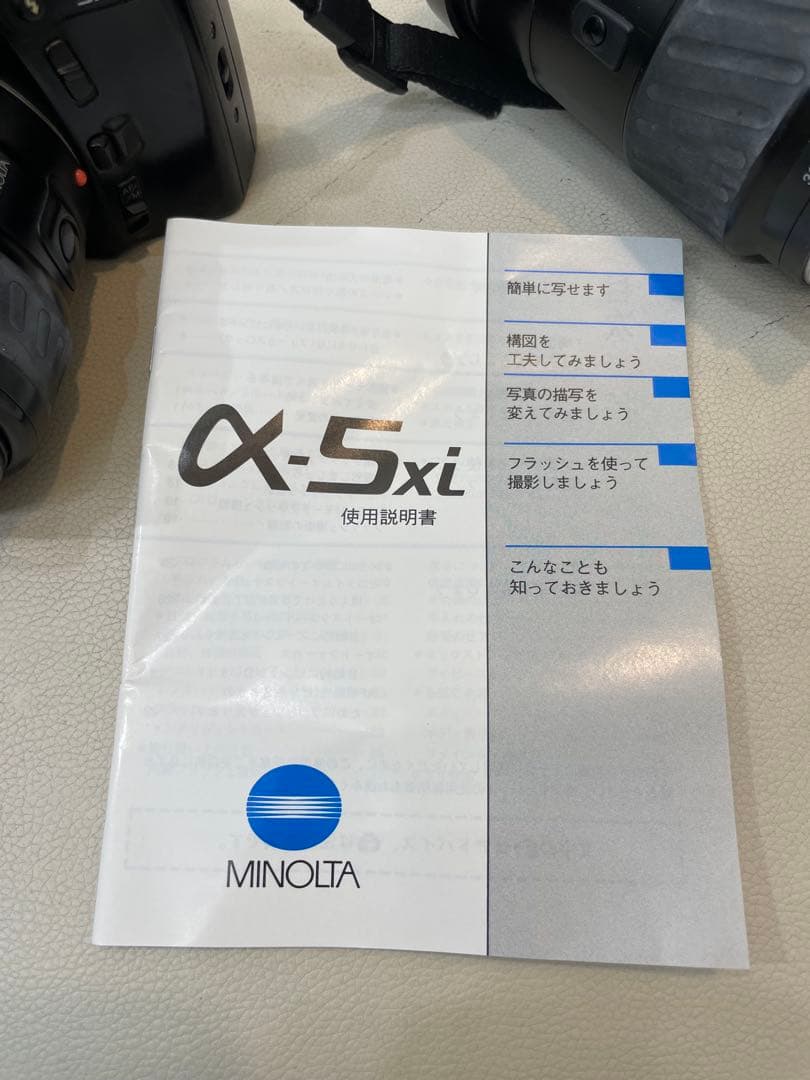 α-5xi
使用説明書
MINOLTA
簡単に写せます
構図を
工夫してみましょう
写真の描写を
変えてみましょう
フラッシュを使って
撮影しましょう
こんなことも
知っておきましょう